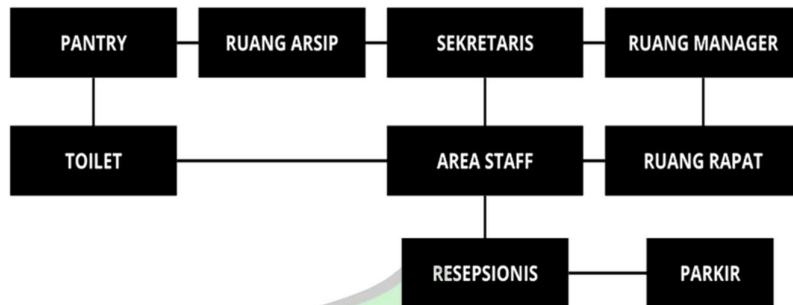 PANTRY
RUANG ARSIP
SEKRETARIS
RUANG MANAGER
TOILET
AREA STAFF
RUANG RAPAT
RESEPSIONIS
PARKIR